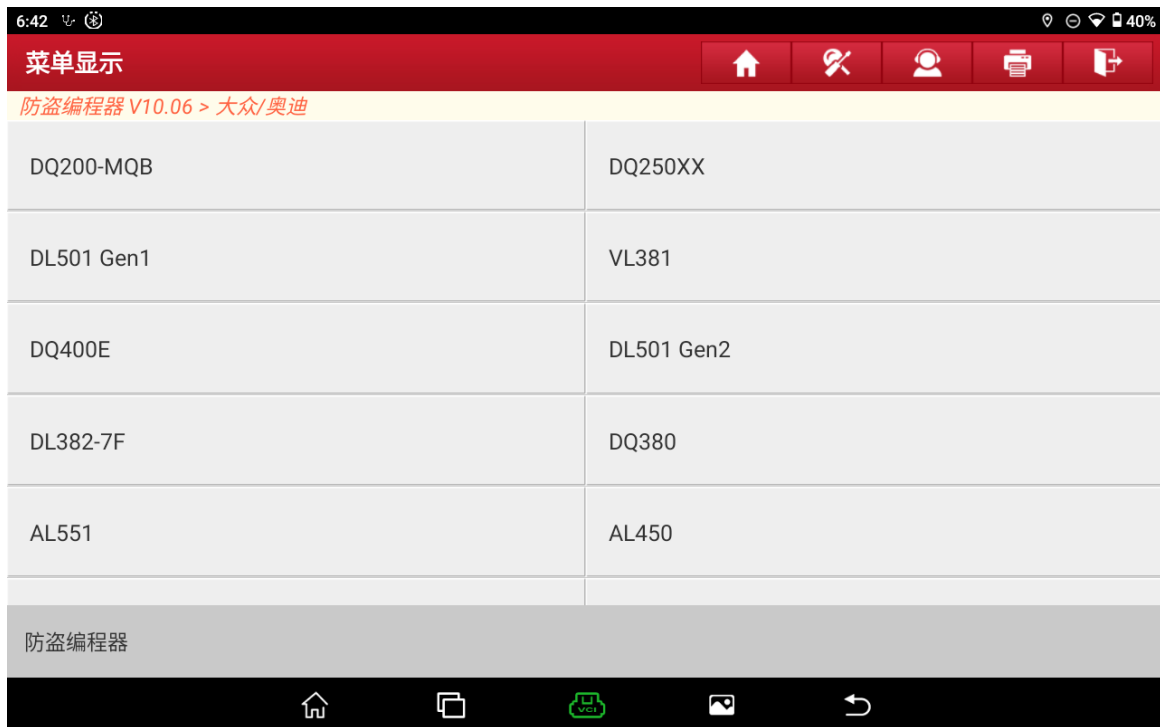 6:42 40%
菜单显示
防盗编程器 V10.06 > 大众/奥迪
DQ200-MQB DQ250XX
DL501 Gen1 VL381
DQ400E DL501 Gen2
DL382-7F DQ380
AL551 AL450
防盗编程器
VCI